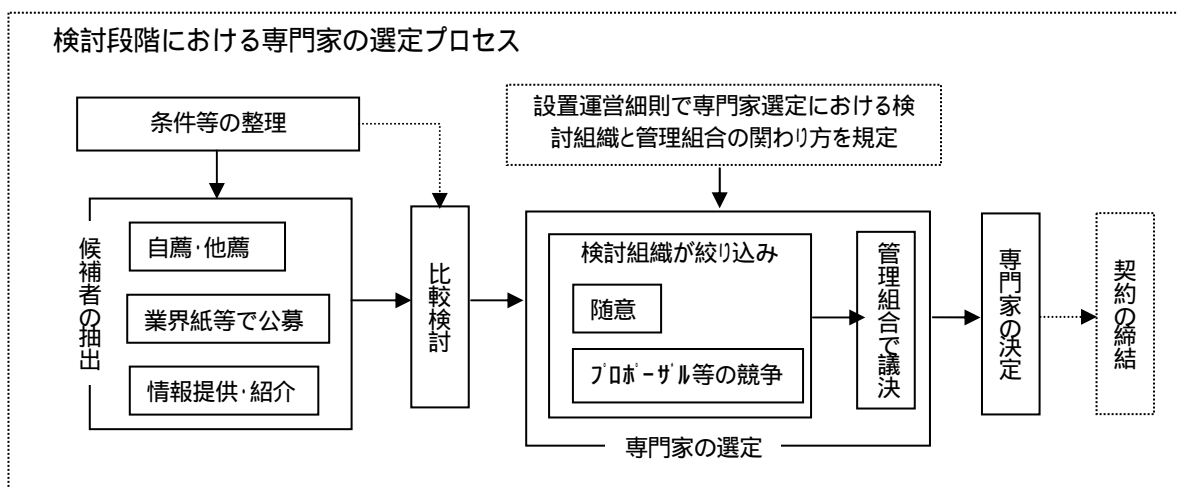 検討段階における専門家の選定プロセス
条件等の整理
設置運営細則で専門家選定における検
討組織と管理組合の関わり方を規定
候補者の抽出
自薦･他薦
業界紙等で公募
情報提供･紹介
比較検討
検討組織が絞り込み
随意
ﾌﾟﾛﾎﾟｰｻﾞﾙ等の競争
管理組合で議決
専門家の選定
専門家の決定
契約の締結